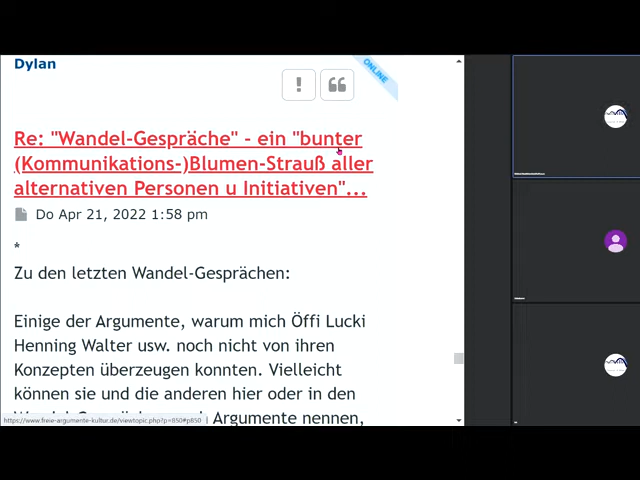 Dylan
ONLINE
Re: "Wandel-Gespräche" - ein "bunter
(Kommunikations-)Blumen-Strauß aller
alternativen Personen u Initiativen"...
Do Apr 21, 2022 1:58 pm
*
Zu den letzten Wandel-Gesprächen:
Einige der Argumente, warum mich Öffi Lucki
Henning Walter usw. noch nicht von ihren
Konzepten überzeugen konnten. Vielleicht
können sie und die anderen hier oder in den
Argumente nennen,
https://www.freie-argumente-kultur.de/viewtopic.php?p=850#p850